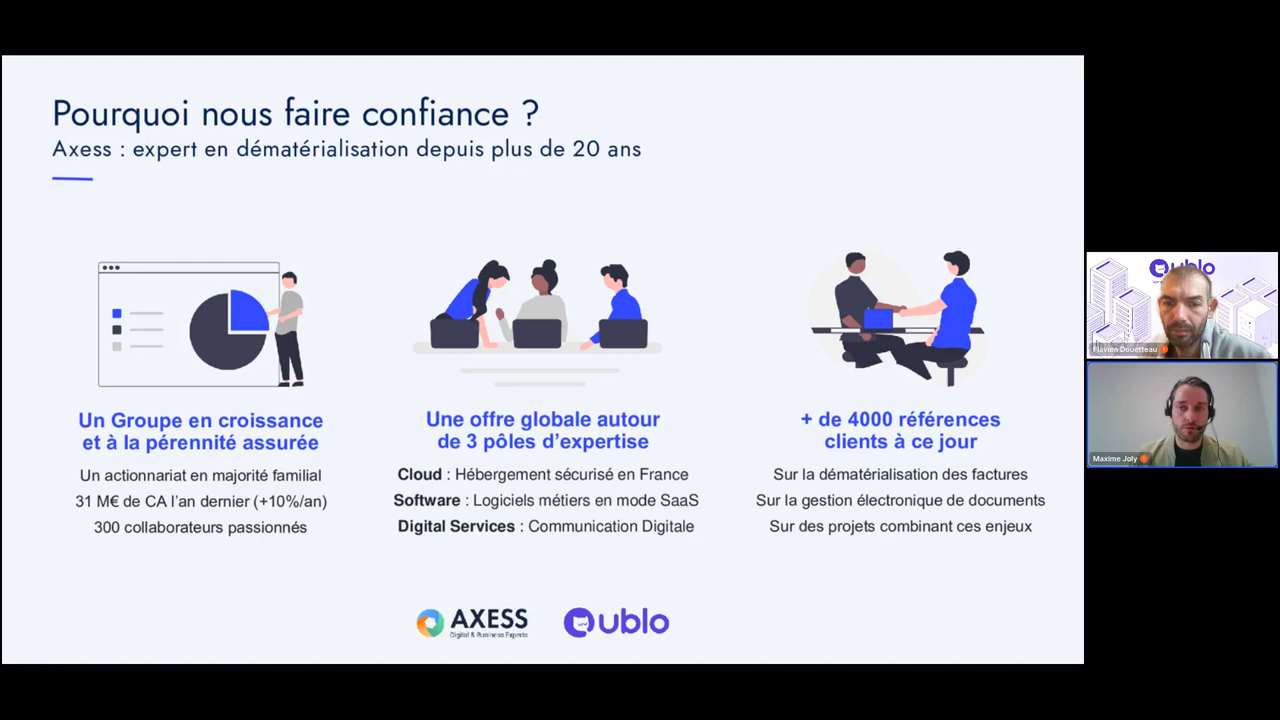 Pourquoi nous faire confiance ?
Axess : expert en dématérialisation depuis plus de 20 ans
Un Groupe en croissance
et à la pérennité assurée
Un actionnariat en majorité familial
31 M€ de CA l'an dernier (+10%/an)
300 collaborateurs passionnés
Une offre globale autour
de 3 pôles d'expertise
Cloud : Hébergement sécurisé en France
Software : Logiciels métiers en mode SaaS
Digital Services : Communication Digitale
+ de 4000 références
clients à ce jour
Sur la dématérialisation des factures
Sur la gestion électronique de documents
Sur des projets combinant ces enjeux
AXESS
Digital & Business Experts
ublo
ublo
Flavien Douetteau
Maxime Joly